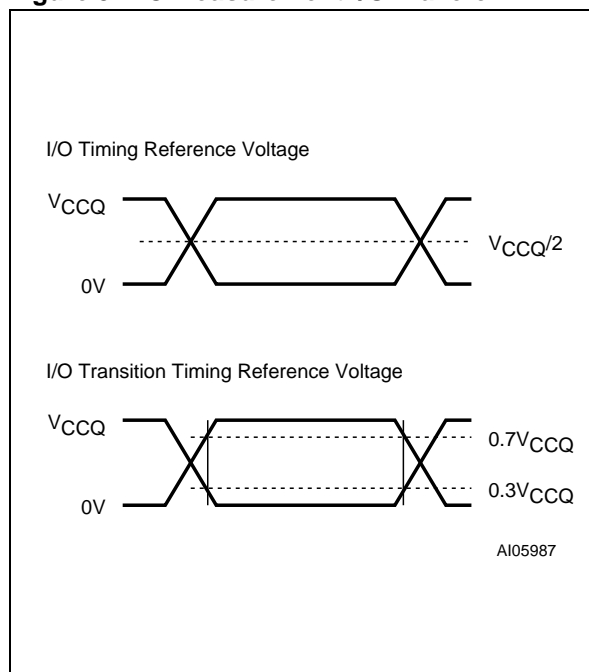 I/O Timing Reference Voltage
VCCQ
VCCQ/2
0V
I/O Transition Timing Reference Voltage
VCCQ
0.7VCCQ
0.3VCCQ
0V
AI05987